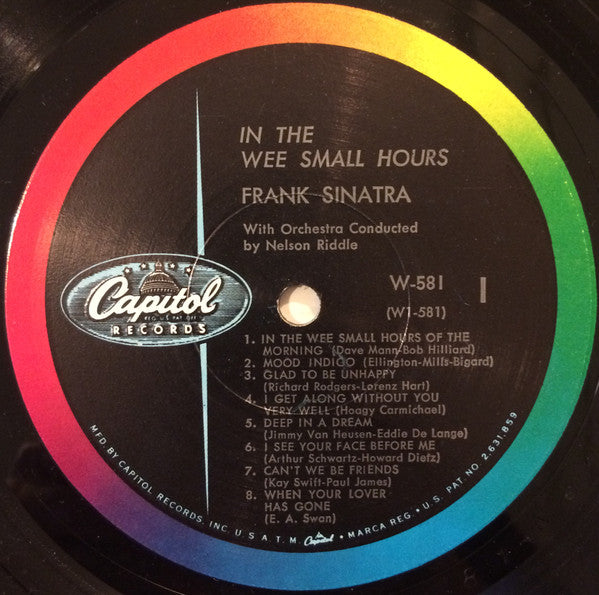 IN THE
WEE SMALL HOURS
FRANK SINATRA
With Orchestra Conducted
by Nelson Riddle
Capitol
REG. U.S. PAT. OFF.
RECORDS
W-581 1
(W1-581)
1. IN THE WEE SMALL HOURS OF THE
MORNING (Dave Mann-Bob Hilliard)
2. MOOD INDIGO (Ellington-Mills-Bigard)
3. GLAD TO BE UNHAPPY
(Richard Rodgers-Lorenz Hart)
4. I GET ALONG WITHOUT YOU
VERY WELL (Hoagy Carmichael)
5. DEEP IN A DREAM
(Jimmy Van Heusen-Eddie De Lange)
6. I SEE YOUR FACE BEFORE ME
(Arthur Schwartz-Howard Dietz)
7. CAN'T WE BE FRIENDS
(Kay Swift-Paul James)
8. WHEN YOUR LOVER
HAS GONE
(E. A. Swan)
MFD. BY CAPITOL RECORDS, INC. U.S.A. T.M. Capitol • MARCA REG. • U.S. PAT. NO. 2,631,859